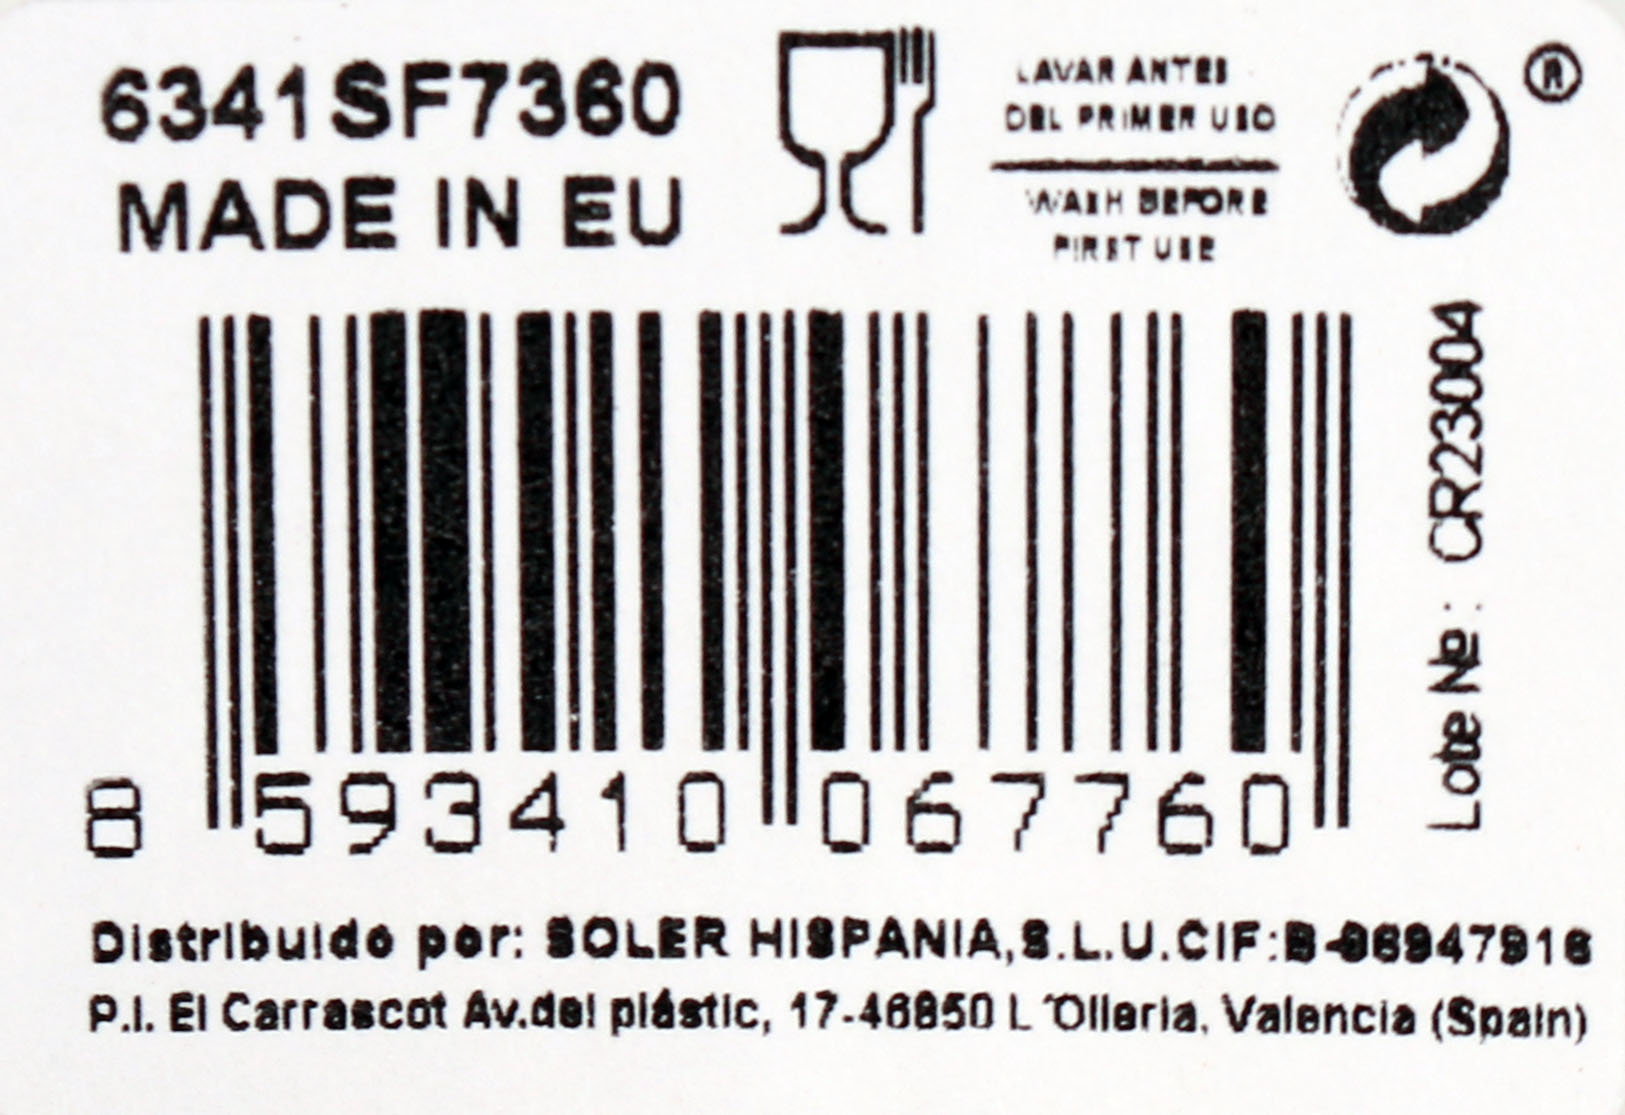 6341SF7360
MADE IN EU
LAVAR ANTES
DEL PRIMER USO
WASH BEFORE
FIRST USE
®
Lote Nº : CR23004
8 593410 067760
Distribuido por: SOLER HISPANIA,S.L.U.CIF:
P.I. El Carrascot Av.del plástic, 17-46850 L´Olleria, Valencia (Spain)